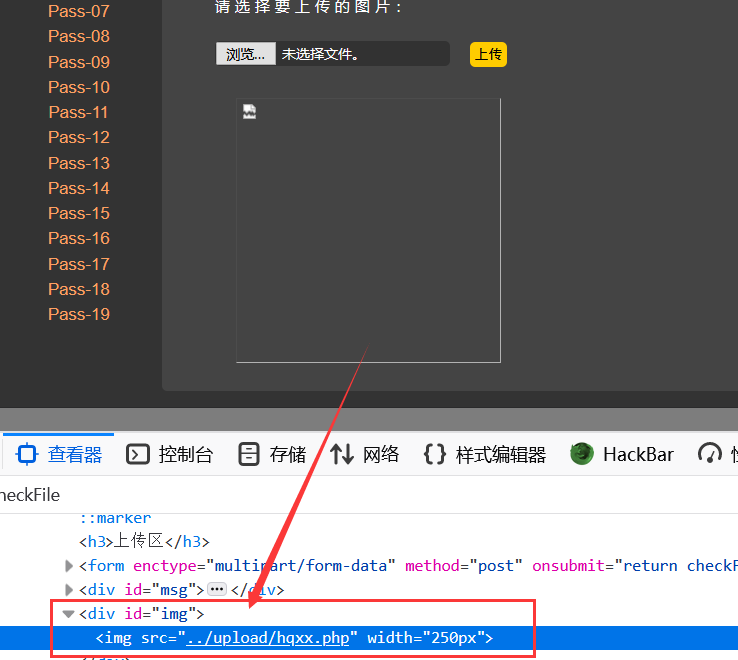 Pass-07
Pass-08
Pass-09
Pass-10
Pass-11
Pass-12
Pass-13
Pass-14
Pass-15
Pass-16
Pass-17
Pass-18
Pass-19
请选择要上传的图片：
浏览... 未选择文件。 上传
查看器 控制台 存储 网络 样式编辑器 HackBar
heckFile
::marker
<h3>上传区</h3>
<form enctype="multipart/form-data" method="post" onsubmit="return checkF
<div id="msg">•••</div>
<div id="img">
<img src="../upload/hqxx.php" width="250px">